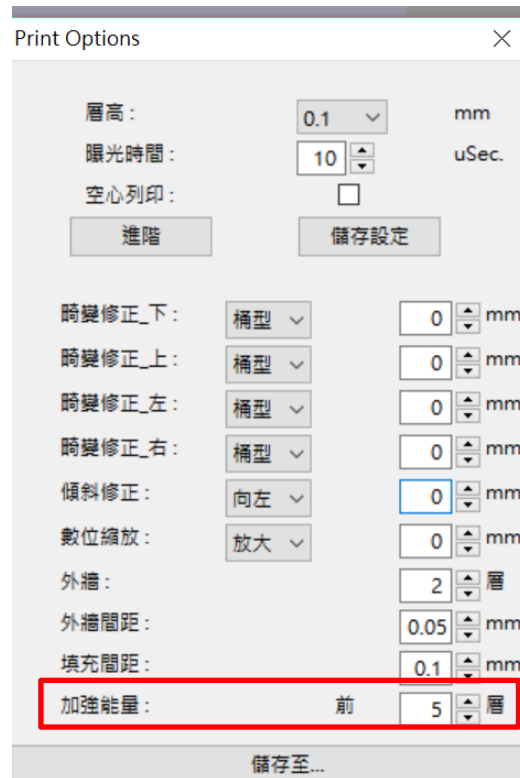 Print Options
層高： 0.1 mm
曝光時間： 10 uSec.
空心列印：
進階 儲存設定
畸變修正_下： 桶型 0 mm
畸變修正_上： 桶型 0 mm
畸變修正_左： 桶型 0 mm
畸變修正_右： 桶型 0 mm
傾斜修正： 向左 0 mm
數位縮放： 放大 0 mm
外牆： 2 層
外牆間距： 0.05 mm
填充間距： 0.1 mm
加強能量： 前 5 層
儲存至...